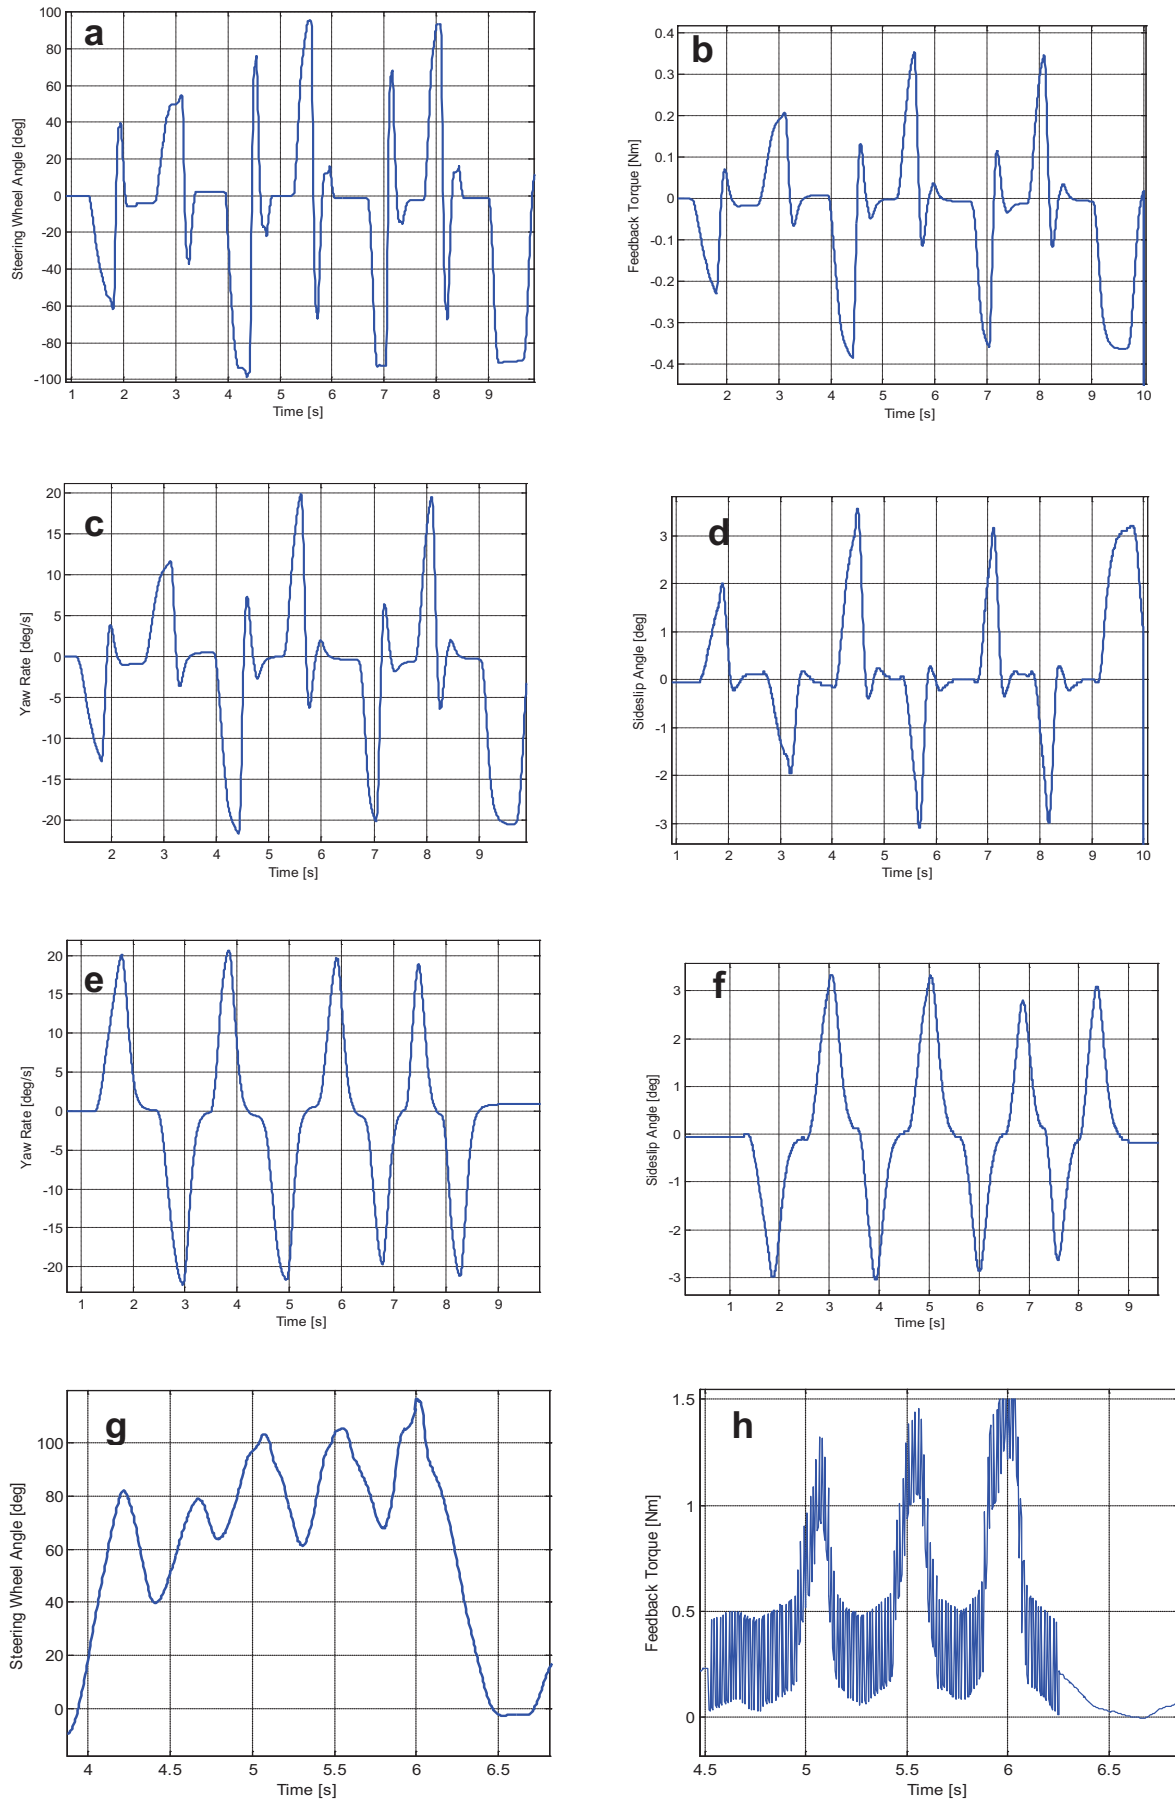 a
Steering Wheel Angle [deg]
100
80
60
40
20
0
-20
-40
-60
-80
-100
1 2 3 4 5 6 7 8 9
Time [s]
b
Feedback Torque [Nm]
0.4
0.3
0.2
0.1
0
-0.1
-0.2
-0.3
-0.4
2 3 4 5 6 7 8 9 10
Time [s]
c
Yaw Rate [deg/s]
20
15
10
5
0
-5
-10
-15
-20
2 3 4 5 6 7 8 9
Time [s]
d
Sideslip Angle [deg]
3
2
1
0
-1
-2
-3
1 2 3 4 5 6 7 8 9 10
Time [s]
e
Yaw Rate [deg/s]
20
15
10
5
0
-5
-10
-15
-20
1 2 3 4 5 6 7 8 9
Time [s]
f
Sideslip Angle [deg]
3
2
1
0
-1
-2
-3
1 2 3 4 5 6 7 8 9
Time [s]
g
Steering Wheel Angle [deg]
100
80
60
40
20
0
4 4.5 5 5.5 6 6.5
Time [s]
h
Feedback Torque [Nm]
1.5
1
0.5
0
4.5 5 5.5 6 6.5
Time [s]